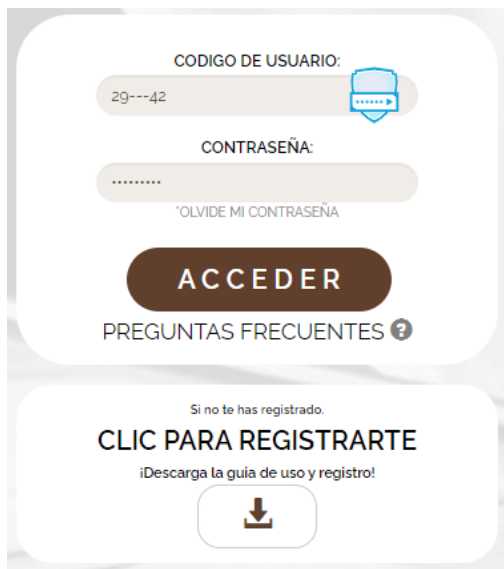 CODIGO DE USUARIO:
29---42
CONTRASEÑA:
•••••••••
*OLVIDE MI CONTRASEÑA
ACCEDER
PREGUNTAS FRECUENTES ?
Si no te has registrado.
CLIC PARA REGISTRARTE
¡Descarga la guia de uso y registro!